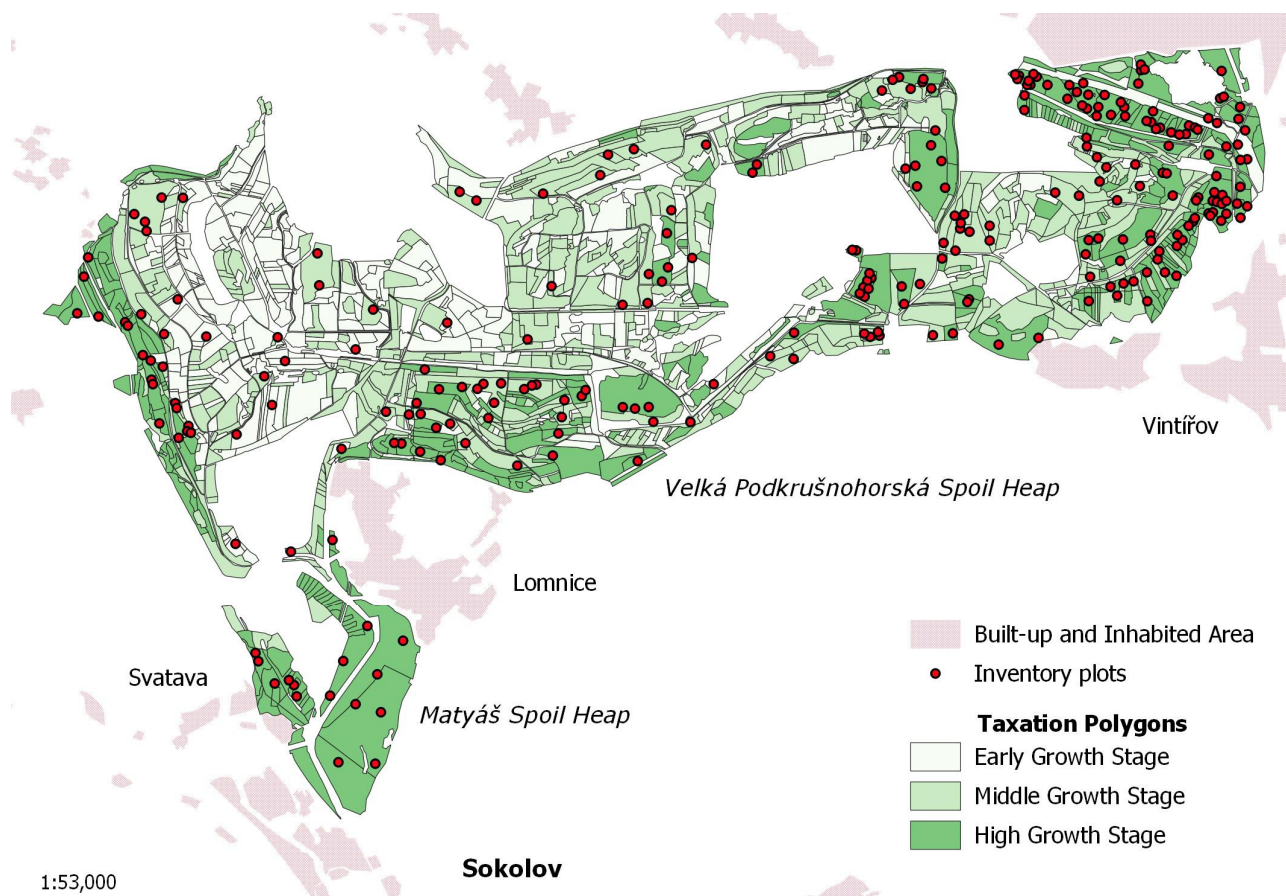 Vintířov
Velká Podkrušnohorská Spoil Heap
Lomnice
Built-up and Inhabited Area
Svatava
Inventory plots
Matyáš Spoil Heap
Taxation Polygons
Early Growth Stage
Middle Growth Stage
High Growth Stage
Sokolov
1:53,000